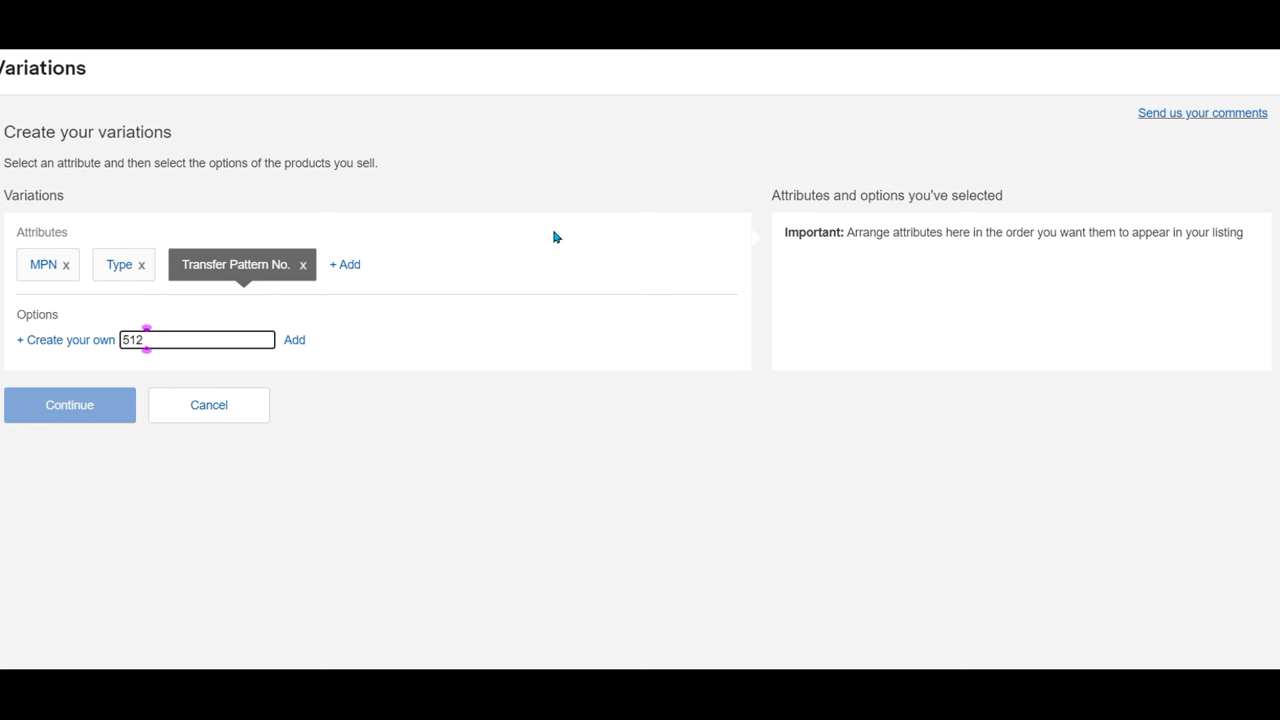 Variations
Send us your comments
Create your variations
Select an attribute and then select the options of the products you sell.
Variations
Attributes and options you've selected
Attributes
MPN x Type x Transfer Pattern No. x + Add
Important: Arrange attributes here in the order you want them to appear in your listing
Options
+ Create your own 512 Add
Continue Cancel